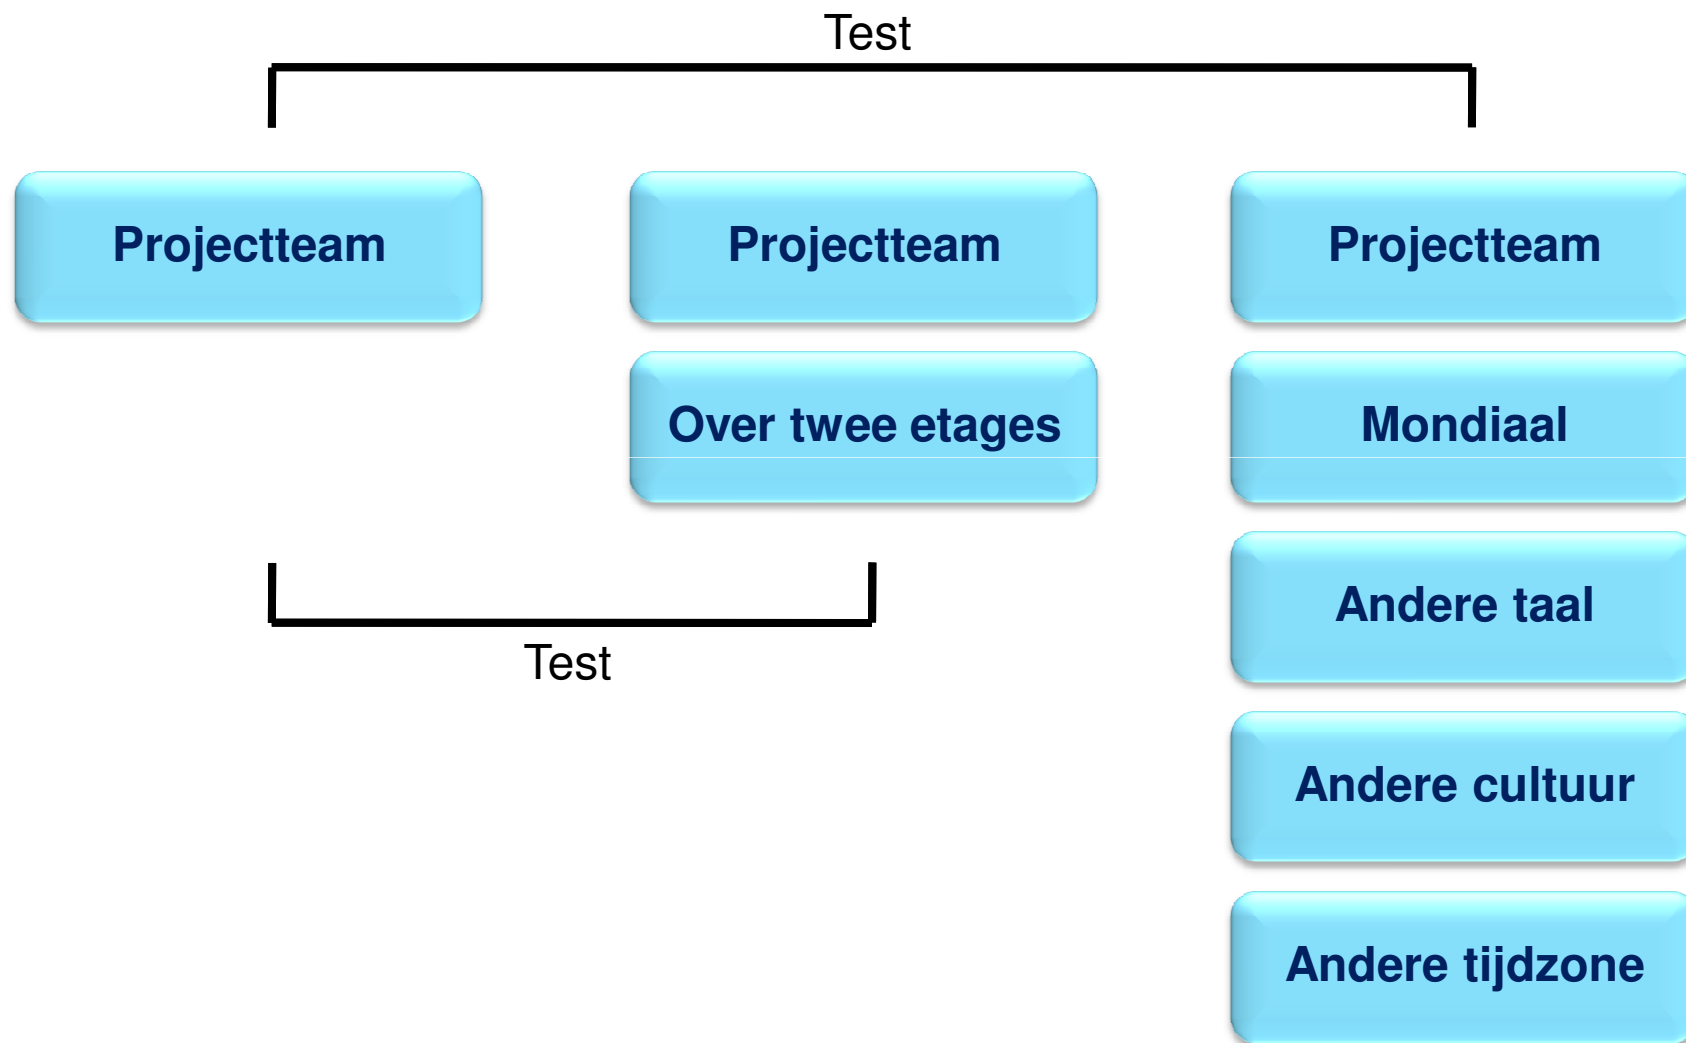 Test
Projectteam
Projectteam
Projectteam
Over twee etages
Mondiaal
Andere taal
Test
Andere cultuur
Andere tijdzone